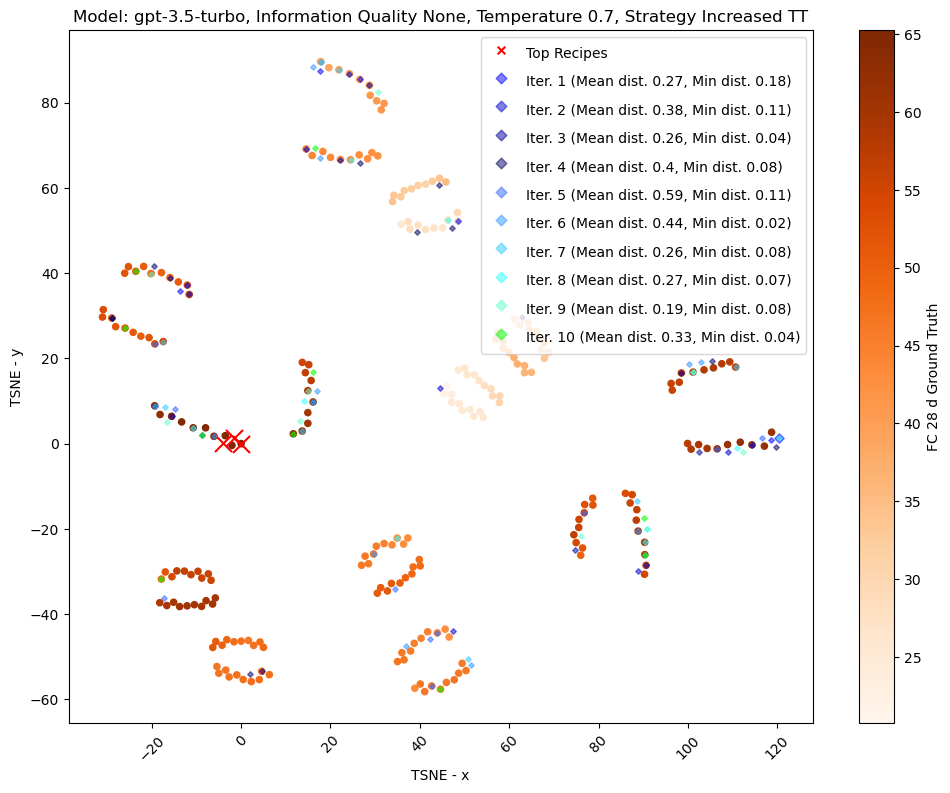 Model: gpt-3.5-turbo, Information Quality None, Temperature 0.7, Strategy Increased TT
Top Recipes
Iter. 1 (Mean dist. 0.27, Min dist. 0.18)
Iter. 2 (Mean dist. 0.38, Min dist. 0.11)
Iter. 3 (Mean dist. 0.26, Min dist. 0.04)
Iter. 4 (Mean dist. 0.4, Min dist. 0.08)
Iter. 5 (Mean dist. 0.59, Min dist. 0.11)
Iter. 6 (Mean dist. 0.44, Min dist. 0.02)
Iter. 7 (Mean dist. 0.26, Min dist. 0.08)
Iter. 8 (Mean dist. 0.27, Min dist. 0.07)
Iter. 9 (Mean dist. 0.19, Min dist. 0.08)
Iter. 10 (Mean dist. 0.33, Min dist. 0.04)
TSNE - y
80
60
40
20
0
−20
−40
−60
−20
0
20
40
60
80
100
120
TSNE - x
65
60
55
50
45
40
35
30
25
FC 28 d Ground Truth